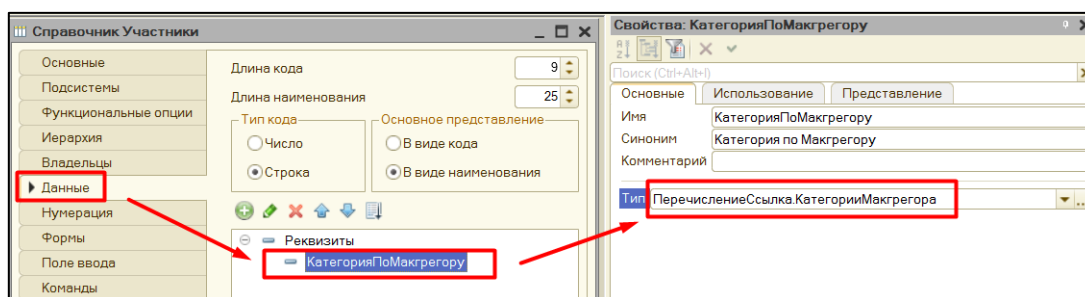 Справочник Участники
Основные
Подсистемы
Функциональные опции
Иерархия
Владельцы
Данные
Нумерация
Формы
Поле ввода
Команды
Длина кода
9
Длина наименования
25
Тип кода
Число
Строка
Основное представление
В виде кода
В виде наименования
Реквизиты
КатегорияПоМакгрегору
Свойства: КатегорияПоМакгрегору
Поиск (Ctrl+Alt+I)
Основные Использование Представление
Имя КатегорияПоМакгрегору
Синоним Категория по Макгрегору
Комментарий
Тип ПеречислениеСсылка.КатегорииМакгрегора